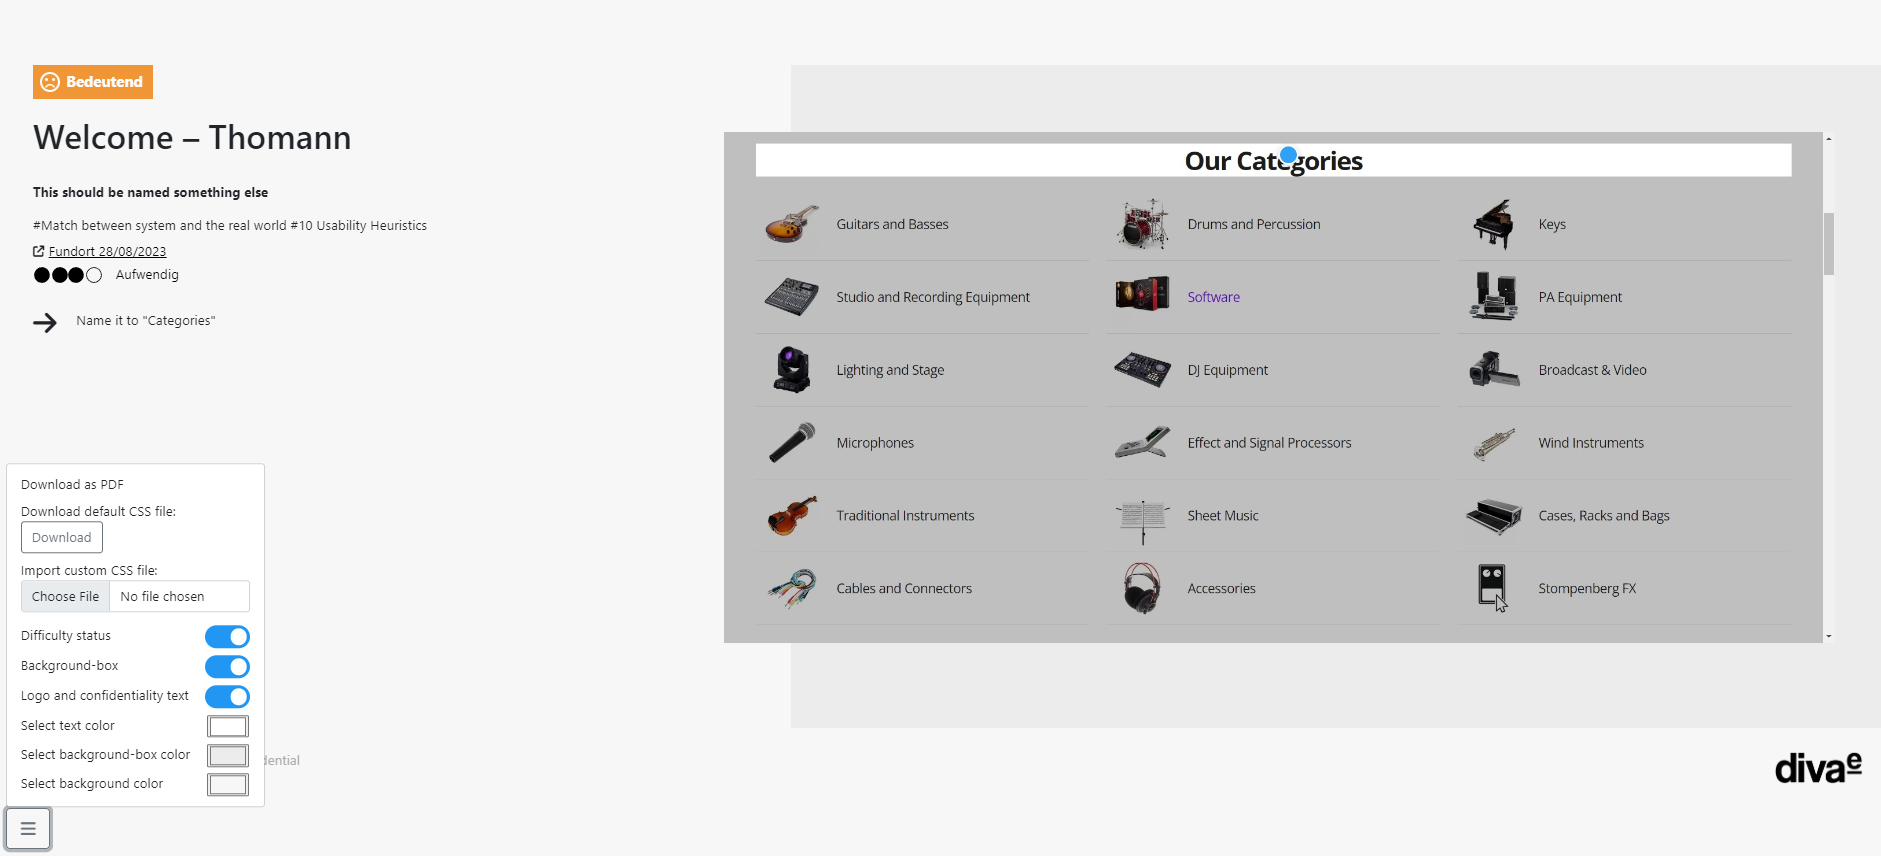 Bedeutend
Welcome – Thomann
This should be named something else
#Match between system and the real world #10 Usability Heuristics
Fundort 28/08/2023
Aufwendig
Name it to "Categories"
Our Categories
Guitars and Basses
Drums and Percussion
Keys
Studio and Recording Equipment
Software
PA Equipment
Lighting and Stage
DJ Equipment
Broadcast & Video
Microphones
Effect and Signal Processors
Wind Instruments
Traditional Instruments
Sheet Music
Cases, Racks and Bags
Cables and Connectors
Accessories
Stompenberg FX
Download as PDF
Download default CSS file:
Download
Import custom CSS file:
Choose File No file chosen
Difficulty status
Background-box
Logo and confidentiality text
Select text color
Select background-box color
Select background color
dential
divae